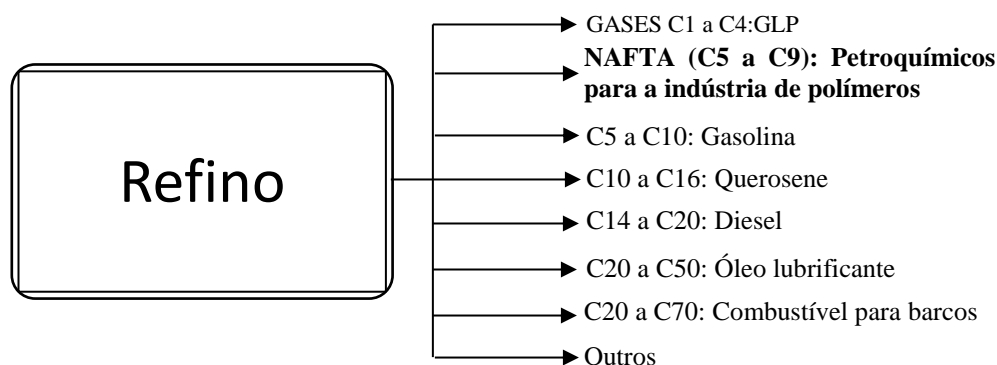 Refino
GASES C1 a C4:GLP
NAFTA (C5 a C9): Petroquímicos
para a indústria de polímeros
C5 a C10: Gasolina
C10 a C16: Querosene
C14 a C20: Diesel
C20 a C50: Óleo lubrificante
C20 a C70: Combustível para barcos
Outros